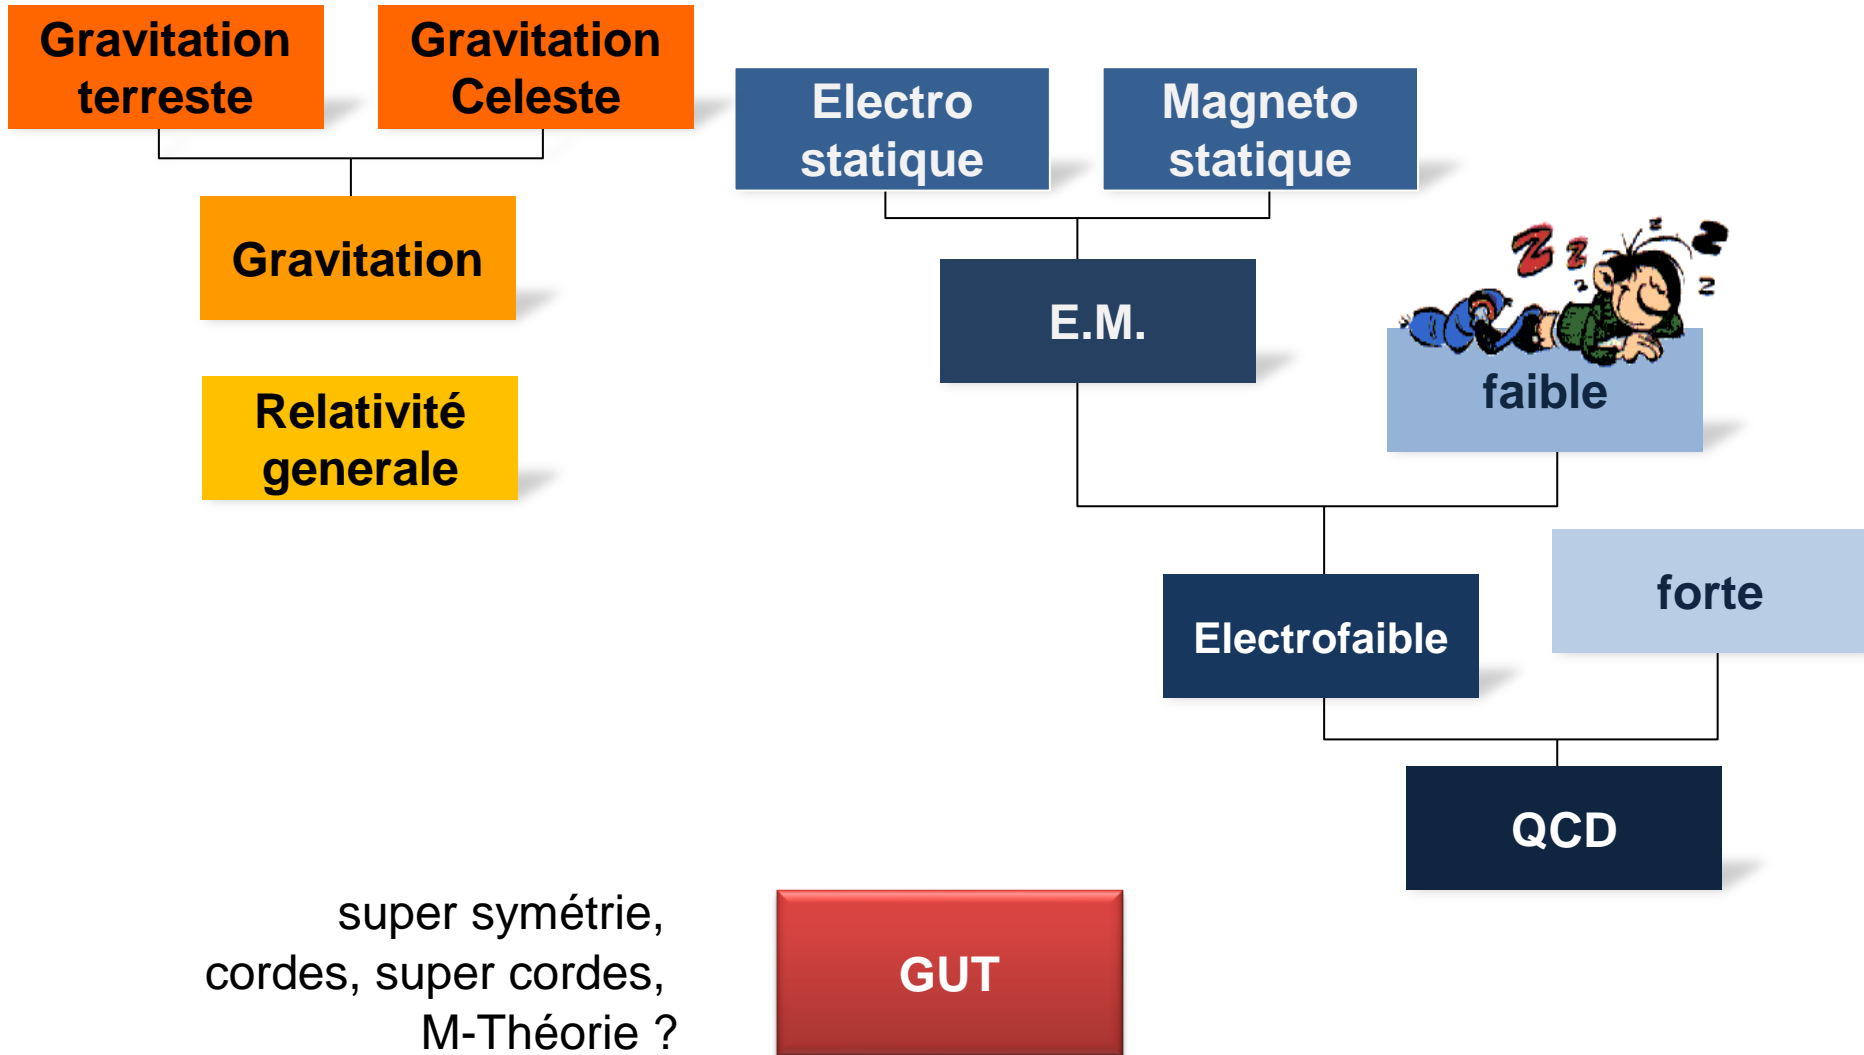 Gravitation
terreste
Gravitation
Celeste
Electro
statique
Magneto
statique
Gravitation
E.M.
Z
Z
Z
Z
Z
Z
faible
Relativité
generale
forte
Electrofaible
QCD
super symétrie,
cordes, super cordes,
M-Théorie ?
GUT